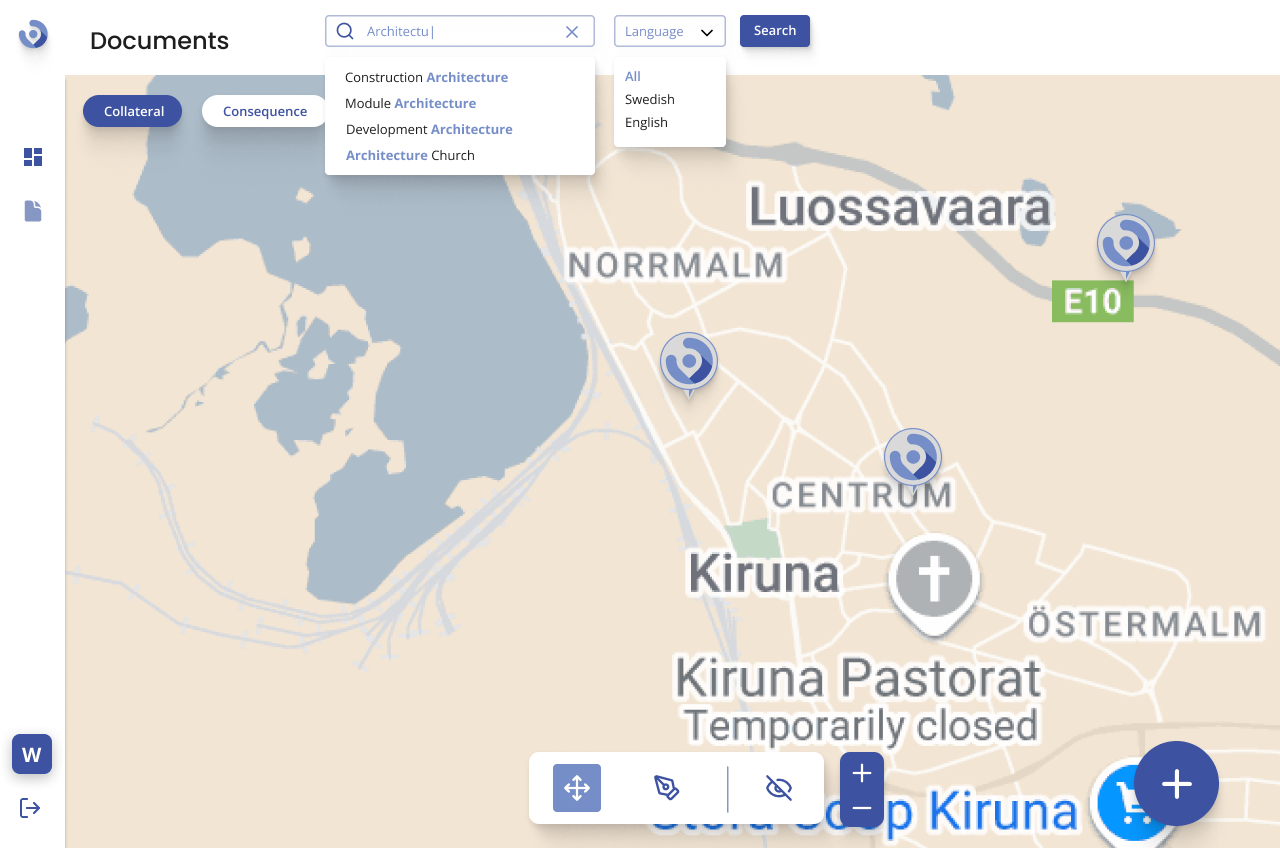 Documents
Architectu
Language
Search
Construction Architecture
Module Architecture
Development Architecture
Architecture Church
All
Swedish
English
Collateral
Consequence
Luossavaara
NORRMALM
E10
CENTRUM
Kiruna
ÖSTERMALM
Kiruna Pastorat
Temporarily closed
W
Kiruna